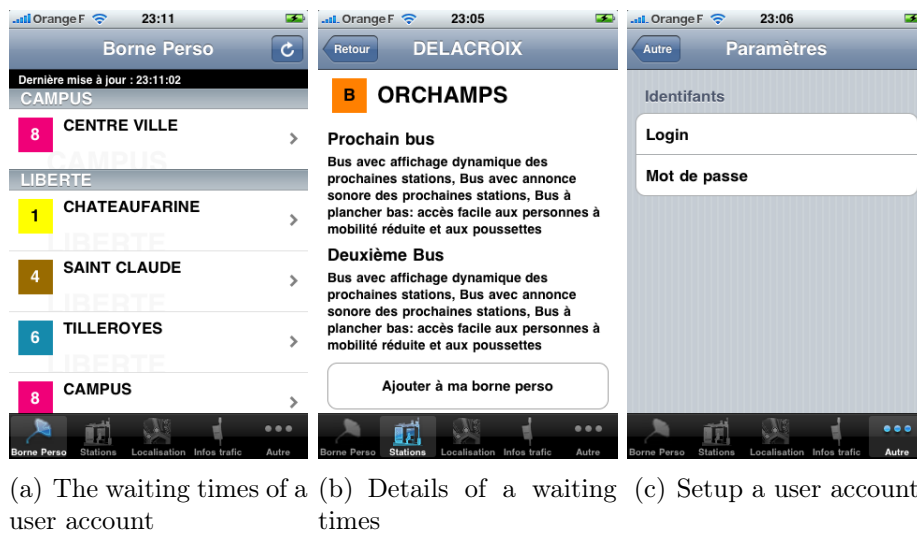 Orange F 23:11
Borne Perso
Dernière mise à jour : 23:11:02
CAMPUS
8 CENTRE VILLE
CAMPUS
LIBERTE
1 CHATEAUFARINE
LIBERTE
4 SAINT CLAUDE
LIBERTE
6 TILLEROYES
LIBERTE
8 CAMPUS
Borne Perso Stations Localisation Infos trafic Autre
(a) The waiting times of a
user account
Orange F 23:05
Retour DELACROIX
B ORCHAMPS
Prochain bus
Bus avec affichage dynamique des
prochaines stations, Bus avec annonce
sonore des prochaines stations, Bus à
plancher bas: accès facile aux personnes à
mobilité réduite et aux poussettes
Deuxième Bus
Bus avec affichage dynamique des
prochaines stations, Bus avec annonce
sonore des prochaines stations, Bus à
plancher bas: accès facile aux personnes à
mobilité réduite et aux poussettes
Ajouter à ma borne perso
Borne Perso Stations Localisation Infos trafic Autre
(b) Details of a waiting
times
Orange F 23:06
Autre Paramètres
Identifants
Login
Mot de passe
Borne Perso Stations Localisation Infos trafic Autre
(c) Setup a user account